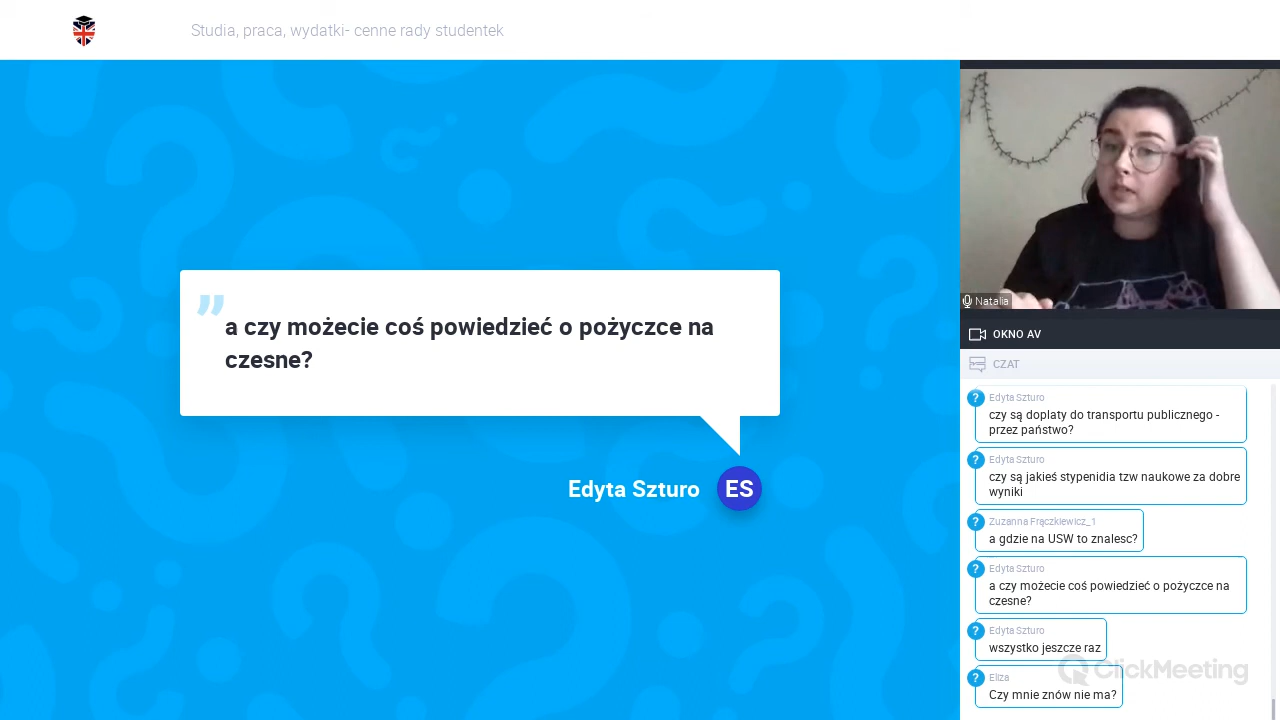 Studia, praca, wydatki- cenne rady studentek
a czy możecie coś powiedzieć o pożyczce na
czesne?
Edyta Szturo
ES
Natalia
OKNO AV
CZAT
Edyta Szturo
czy są doplaty do transportu publicznego -
przez państwo?
Edyta Szturo
czy są jakieś stypenidia tzw naukowe za dobre
wyniki
Zuzanna Frączkiewicz_1
a gdzie na USW to znalesc?
Edyta Szturo
a czy możecie coś powiedzieć o pożyczce na
czesne?
Edyta Szturo
wszystko jeszcze raz
Eliza
Czy mnie znów nie ma?
ClickMeeting